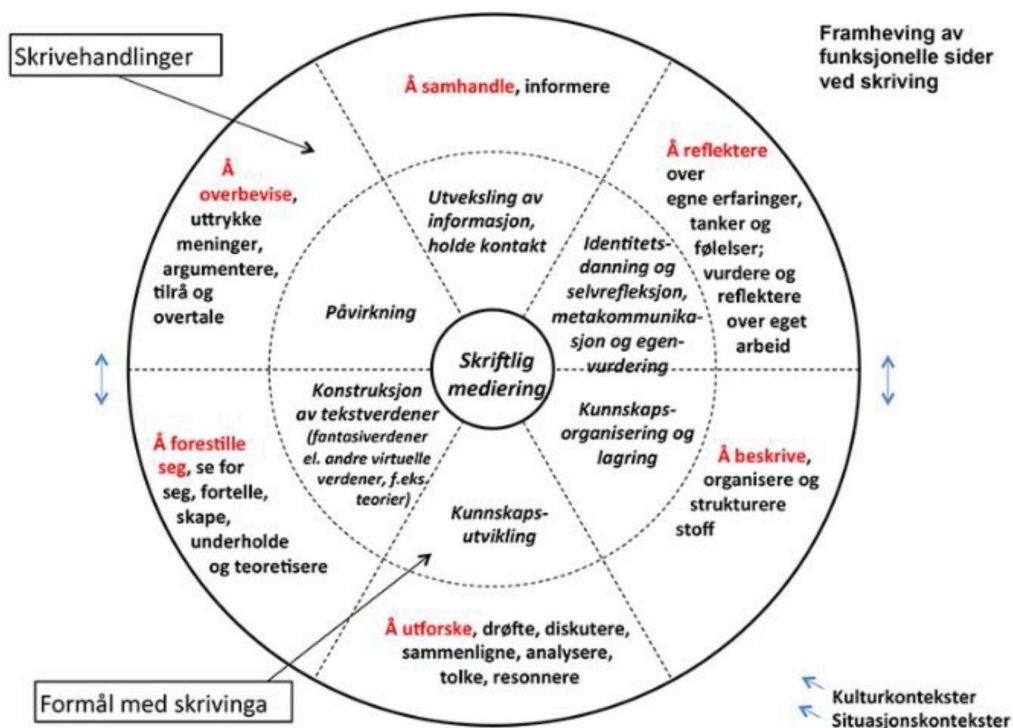 Skrivehandlinger
Framheving av
funksjonelle sider
ved skriving
Å samhandle, informere
Å reflektere
over
egne erfaringer,
tanker og
følelser;
vurdere og
reflektere
over eget
arbeid
Å
overbevise,
uttrykke
meninger,
argumentere,
tilrå og
overtale
Utveksling av
informasjon,
holde kontakt
Identitets-
danning og
selvrefleksjon,
metakommunika-
sjon og egen-
vurdering
Påvirkning
Skriftlig
mediering
Konstruksjon
av tekstverdener
(fantasiverdener
el. andre virtuelle
verdener, f.eks.
teorier)
Kunnskaps-
organisering og
lagring
Kunnskaps-
utvikling
Å forestille
seg, se for
seg, fortelle,
skape,
underholde
og teoretisere
Å beskrive,
organisere og
strukturere
stoff
Å utforske, drøfte, diskutere,
sammenligne, analysere,
tolke, resonnere
Formål med skrivinga
Kulturkontekster
Situasjonskontekster